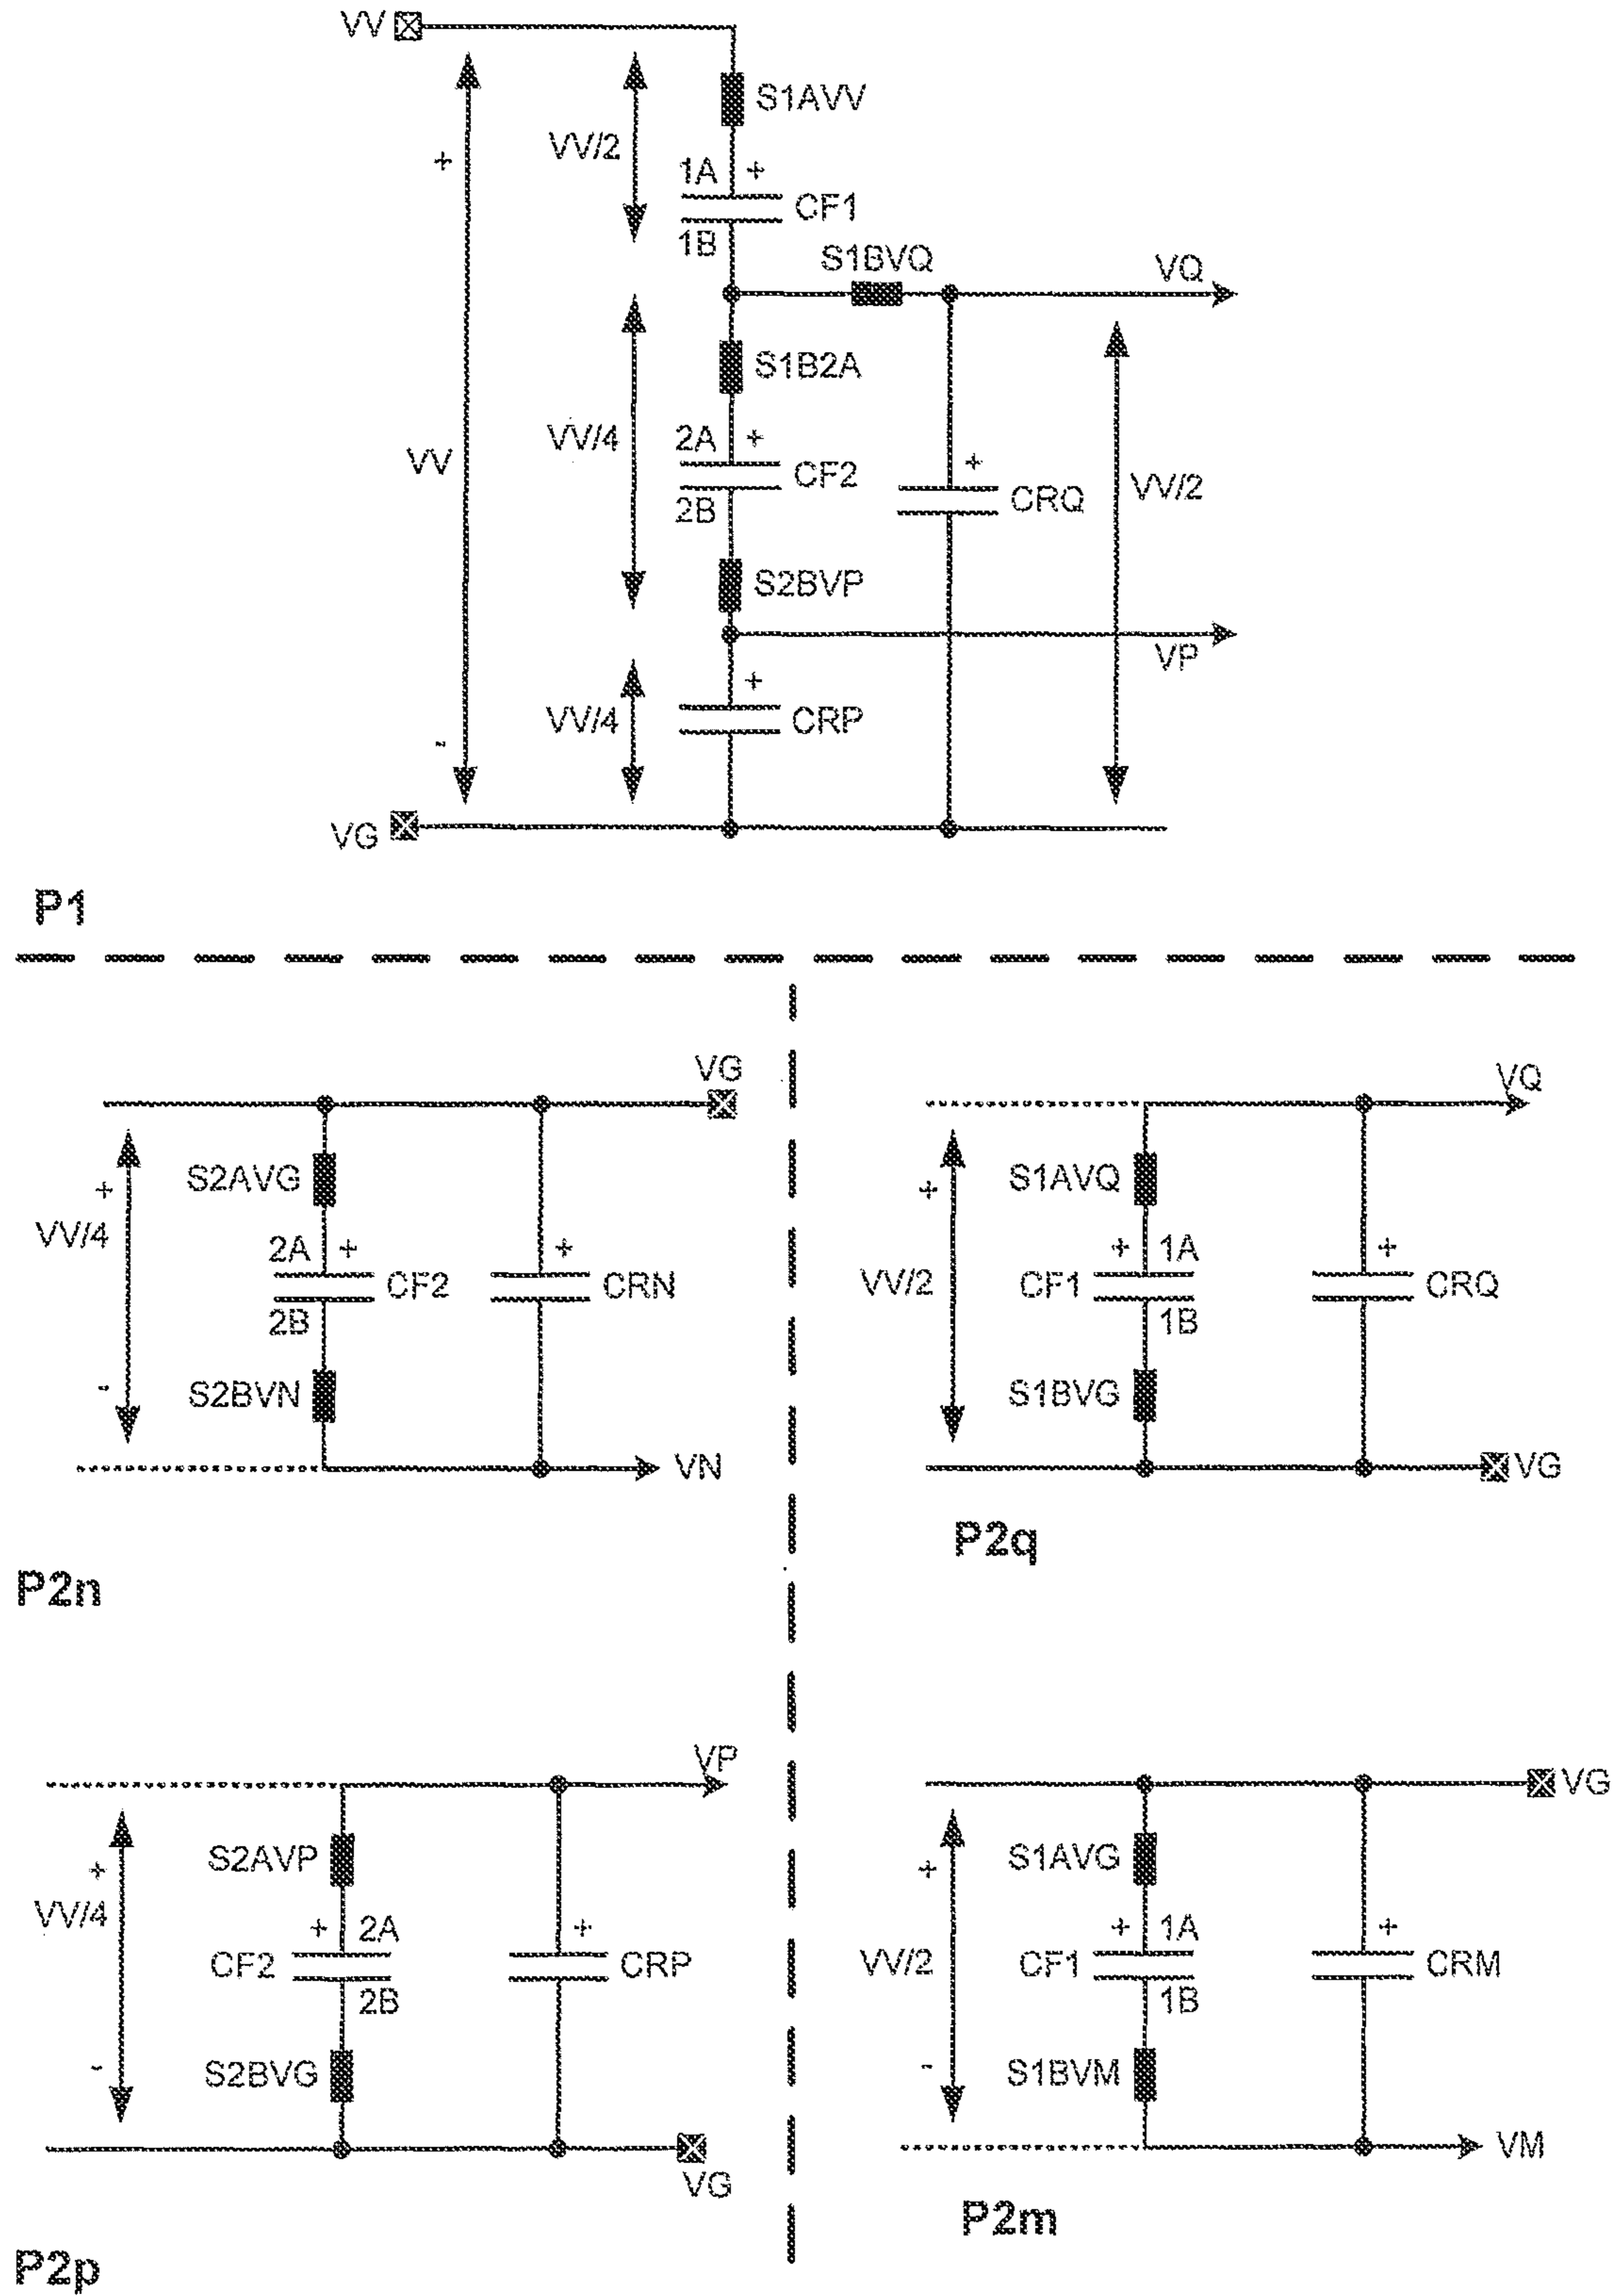 VV
S1AVV
VV/2
+
1A +
CF1
1B
S1BVQ
VQ
S1B2A
VV/4
2A +
VV
CF2
+
CRQ
VV/2
2B
S2BVP
VP
+
VV/4
CRP
-
VG
P1
VG
S2AVG
+
VV/4
2A +
+
CF2
CRN
2B
-
S2BVN
VN
P2n
VQ
S1AVQ
+
+ 1A
+
VV/2
CF1
CRQ
1B
S1BVG
VG
P2q
VP
S2AVP
+
VV/4
+ 2A
+
CF2
CRP
2B
-
S2BVG
VG
P2p
VG
S1AVG
+
+ 1A
+
VV/2
CF1
CRM
1B
-
S1BVM
VM
P2m